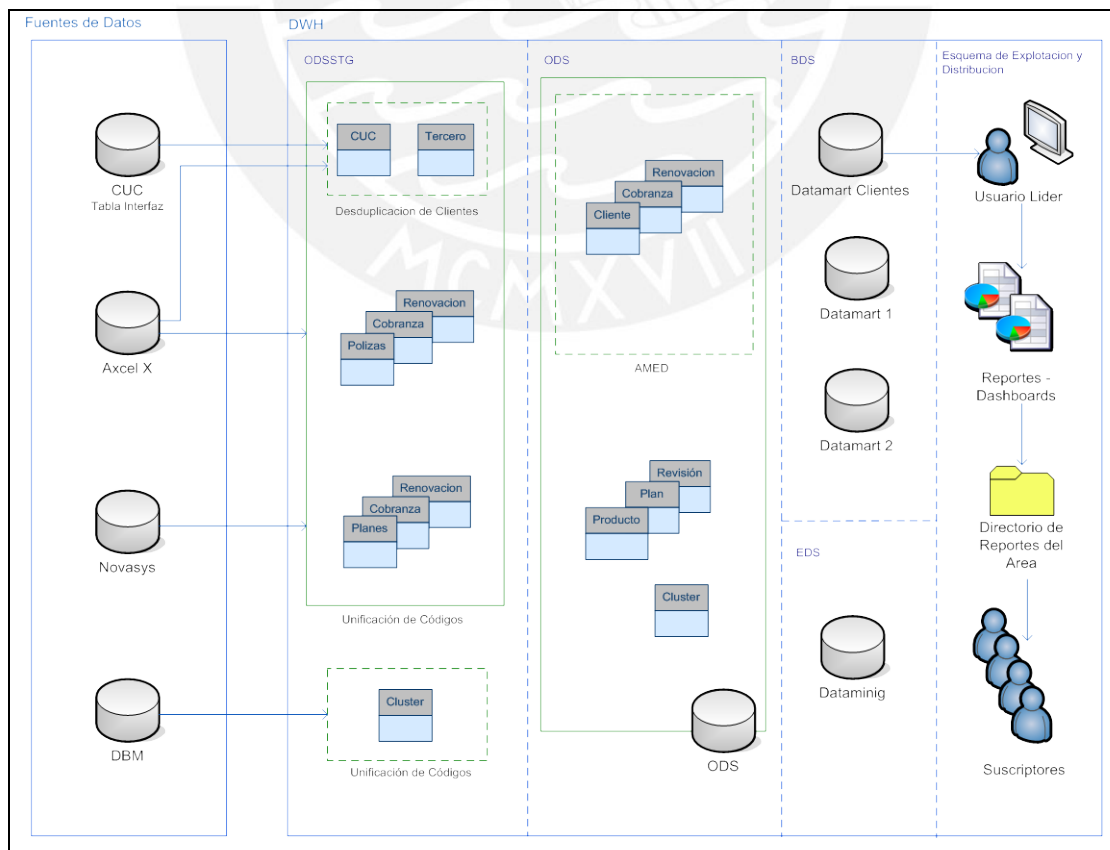 Fuentes de Datos
DWH
CUC
Tabla Interfaz
Axcel X
Novasys
DBM
ODSSTG
CUC
Tercero
Desduplicacion de Clientes
Renovacion
Cobranza
Polizas
Renovacion
Cobranza
Planes
Unificación de Códigos
Cluster
Unificación de Códigos
ODS
Renovacion
Cobranza
Cliente
AMED
Revisión
Plan
Producto
Cluster
ODS
BDS
Datamart Clientes
Datamart 1
Datamart 2
EDS
Dataminig
Esquema de Explotacion y
Distribucion
Usuario Lider
Reportes -
Dashboards
Directorio de
Reportes del
Area
Suscriptores
MCMXVII